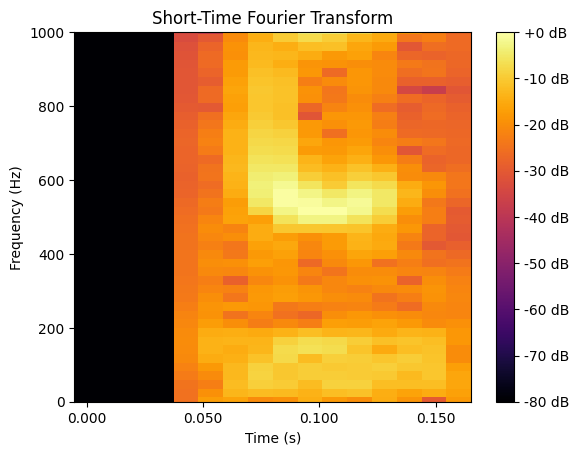 Short-Time Fourier Transform
1000
800
600
400
200
0
Frequency (Hz)
0.000
0.050
0.100
0.150
Time (s)
+0 dB
-10 dB
-20 dB
-30 dB
-40 dB
-50 dB
-60 dB
-70 dB
-80 dB